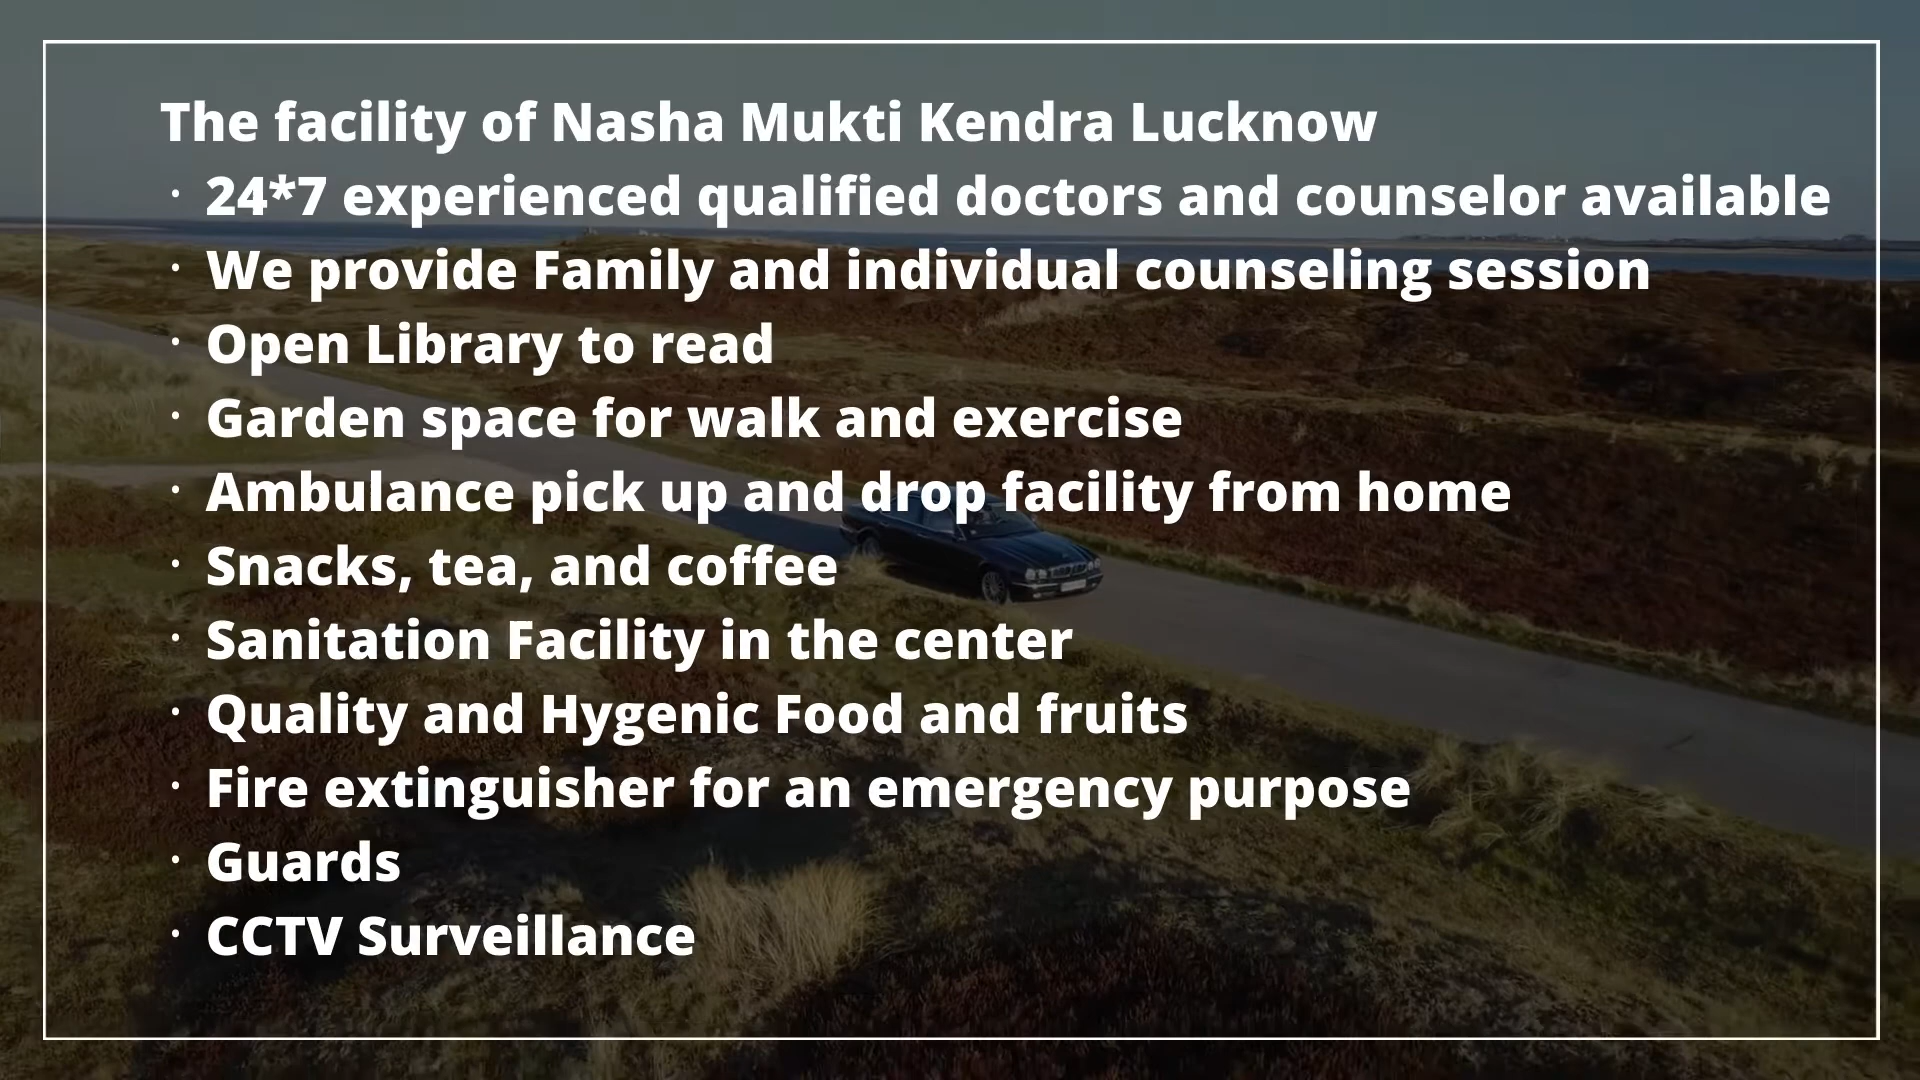 The facility of Nasha Mukti Kendra Lucknow
· 24*7 experienced qualified doctors and counselor available
· We provide Family and individual counseling session
· Open Library to read
· Garden space for walk and exercise
· Ambulance pick up and drop facility from home
· Snacks, tea, and coffee
· Sanitation Facility in the center
· Quality and Hygenic Food and fruits
· Fire extinguisher for an emergency purpose
· Guards
· CCTV Surveillance